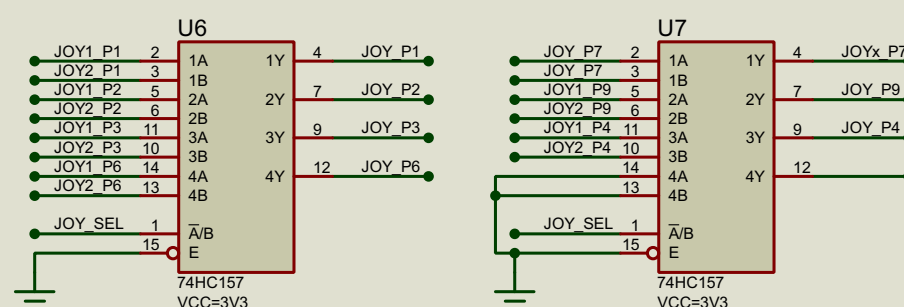 U6
JOY1_P1 2 1A 1Y 4 JOY_P1
JOY2_P1 3 1B
JOY1_P2 5 2A 2Y 7 JOY_P2
JOY2_P2 6 2B
JOY1_P3 11 3A 3Y 9 JOY_P3
JOY2_P3 10 3B
JOY1_P6 14 4A 4Y 12 JOY_P6
JOY2_P6 13 4B
JOY_SEL 1 A̅/B
15 E
74HC157
VCC=3V3
U7
JOY_P7 2 1A 1Y 4 JOYx_P7
JOY_P7 3 1B
JOY1_P9 5 2A 2Y 7 JOY_P9
JOY2_P9 6 2B
JOY1_P4 11 3A 3Y 9 JOY_P4
JOY2_P4 10 3B
14 4A 4Y 12
13 4B
JOY_SEL 1 A̅/B
15 E
74HC157
VCC=3V3